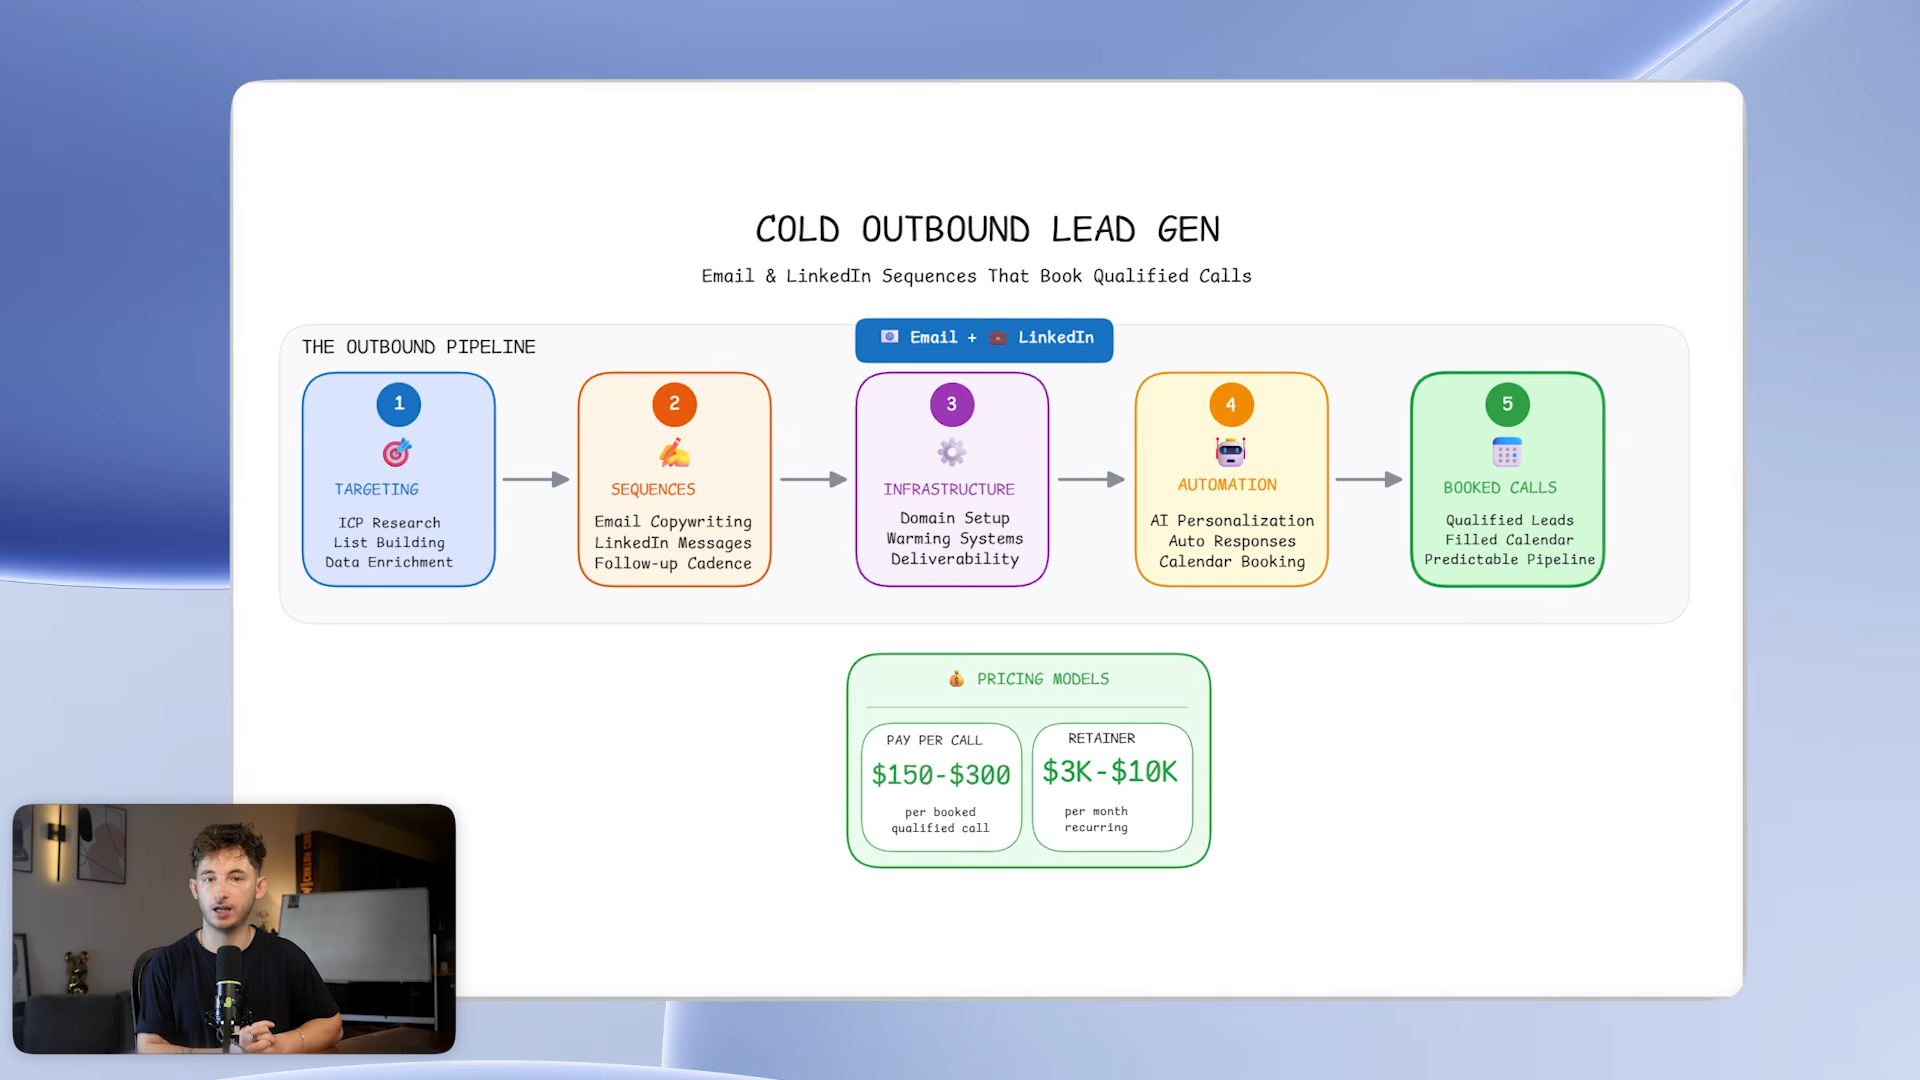 COLD OUTBOUND LEAD GEN
Email & LinkedIn Sequences That Book Qualified Calls
THE OUTBOUND PIPELINE
Email + LinkedIn
1
TARGETING
ICP Research
List Building
Data Enrichment
2
SEQUENCES
Email Copywriting
LinkedIn Messages
Follow-up Cadence
3
INFRASTRUCTURE
Domain Setup
Warming Systems
Deliverability
4
AUTOMATION
AI Personalization
Auto Responses
Calendar Booking
5
BOOKED CALLS
Qualified Leads
Filled Calendar
Predictable Pipeline
PRICING MODELS
PAY PER CALL
$150-$300
per booked
qualified call
RETAINER
$3K-$10K
per month
recurring